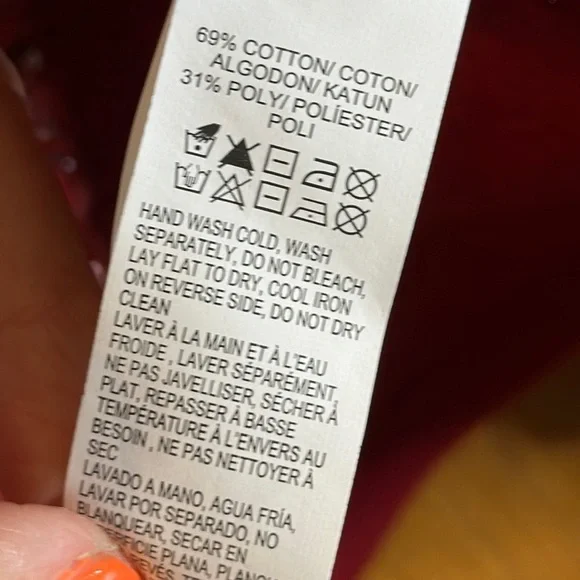 69% COTTON/ COTON/
ALGODON/ KATUN
31% POLY/ POLÍESTER/
POLI
HAND WASH COLD, WASH
SEPARATELY, DO NOT BLEACH,
LAY FLAT TO DRY, COOL IRON
ON REVERSE SIDE, DO NOT DRY
CLEAN
LAVER À LA MAIN ET À L'EAU
FROIDE , LAVER SÉPARÉMENT,
NE PAS JAVELLISER, SÉCHER À
PLAT, REPASSER À BASSE
TEMPÉRATURE À L'ENVERS AU
BESOIN , NE PAS NETTOYER À
SEC
LAVADO A MANO, AGUA FRÍA,
LAVAR POR SEPARADO, NO
BLANQUEAR, SECAR EN
PLANA,